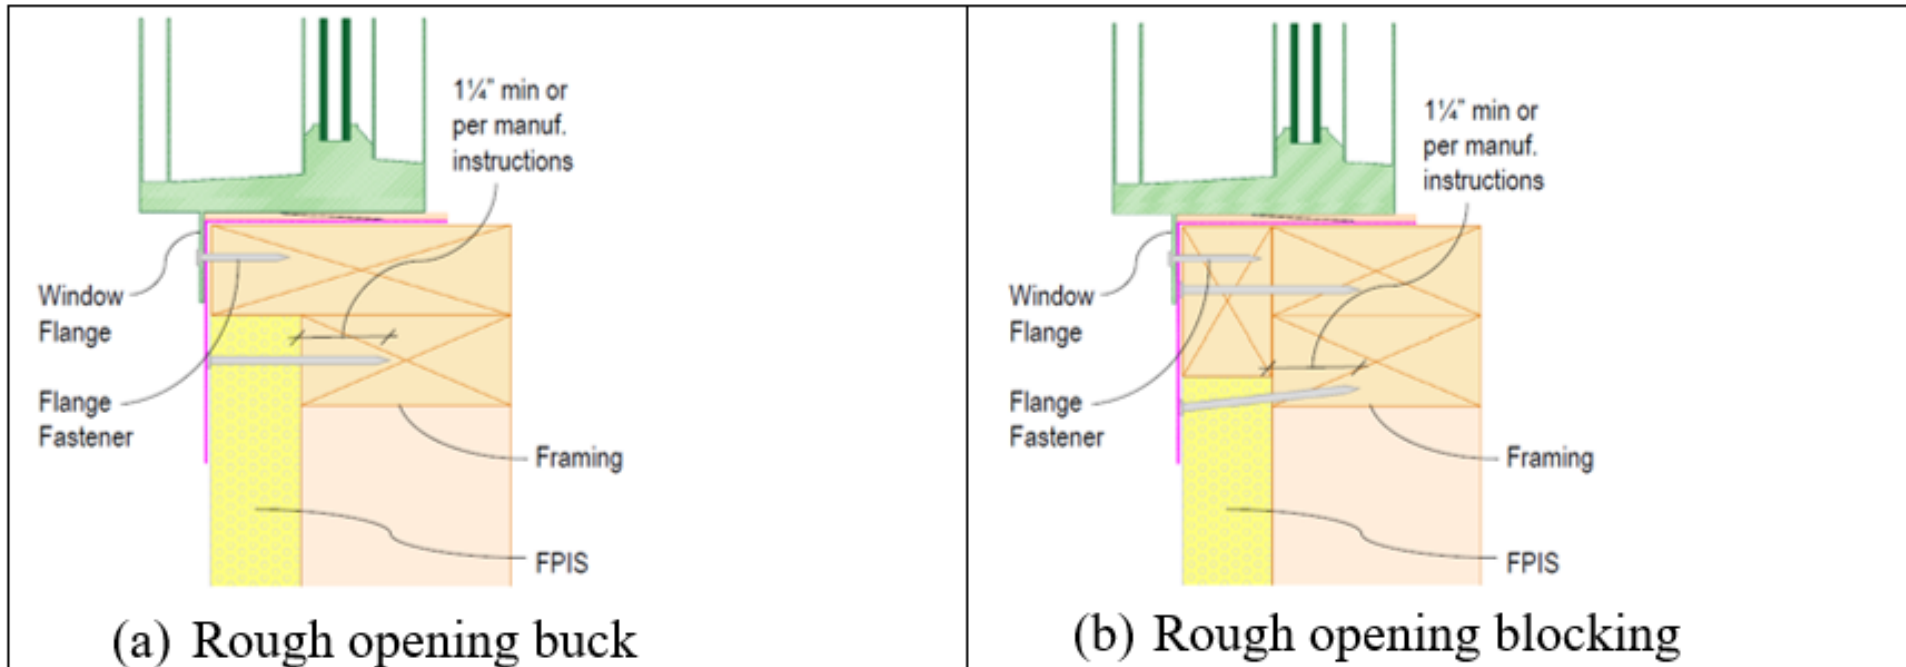 1¼” min or
per manuf.
instructions
Window
Flange
Flange
Fastener
Framing
FPIS
(a) Rough opening buck
1¼” min or
per manuf.
instructions
Window
Flange
Flange
Fastener
Framing
FPIS
(b) Rough opening blocking